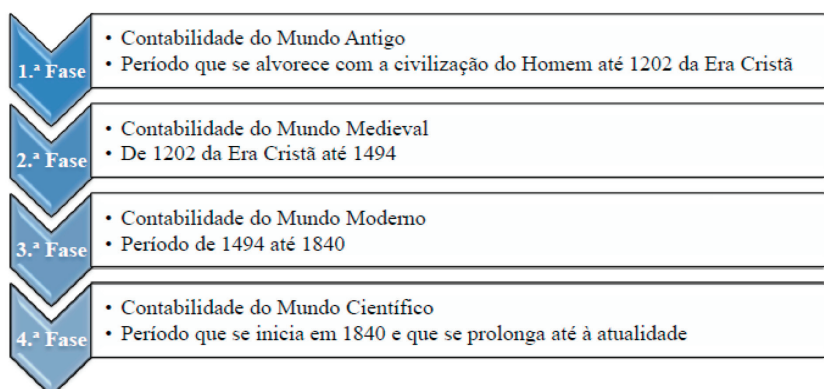 1.ª Fase
• Contabilidade do Mundo Antigo
• Período que se alvorece com a civilização do Homem até 1202 da Era Cristã
2.ª Fase
• Contabilidade do Mundo Medieval
• De 1202 da Era Cristã até 1494
3.ª Fase
• Contabilidade do Mundo Moderno
• Período de 1494 até 1840
4.ª Fase
• Contabilidade do Mundo Científico
• Período que se inicia em 1840 e que se prolonga até à atualidade